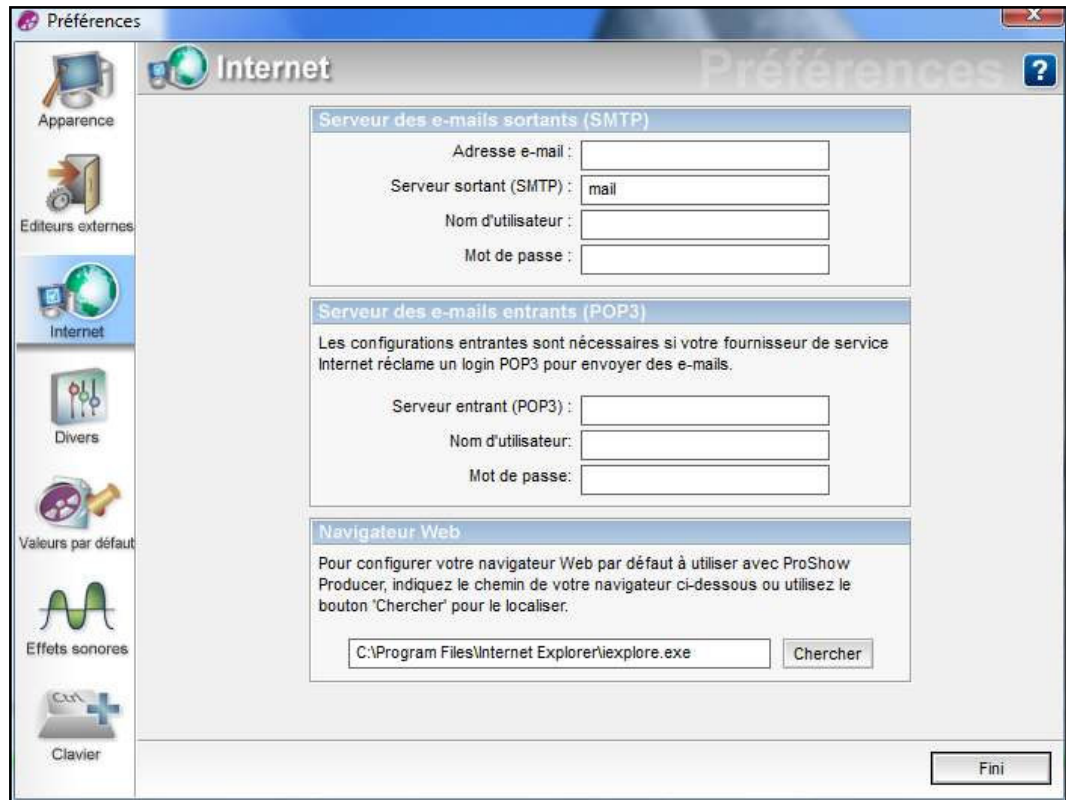 Préférences
Internet
Préférences
?
Apparence
Editeurs externes
Internet
Divers
Valeurs par défaut
Effets sonores
Ctrl
Clavier
Serveur des e-mails sortants (SMTP)
Adresse e-mail :
Serveur sortant (SMTP) : mail
Nom d'utilisateur :
Mot de passe :
Serveur des e-mails entrants (POP3)
Les configurations entrantes sont nécessaires si votre fournisseur de service
Internet réclame un login POP3 pour envoyer des e-mails.
Serveur entrant (POP3) :
Nom d'utilisateur:
Mot de passe:
Navigateur Web
Pour configurer votre navigateur Web par défaut à utiliser avec ProShow
Producer, indiquez le chemin de votre navigateur ci-dessous ou utilisez le
bouton 'Chercher' pour le localiser.
C:\Program Files\Internet Explorer\iexplore.exe Chercher
Fini